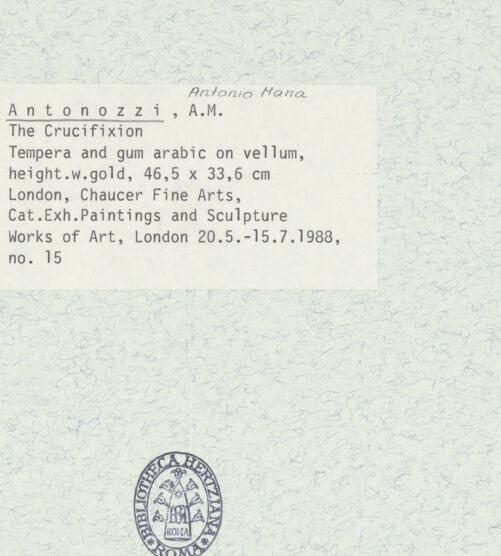 Antonio Maria
Antonozzi, A.M.
The Crucifixion
Tempera and gum arabic on vellum,
height.w.gold, 46,5 x 33,6 cm
London, Chaucer Fine Arts,
Cat.Exh.Paintings and Sculpture
Works of Art, London 20.5.-15.7.1988,
no. 15
BIBLIOTHECA HERTZIANA
ROMA
ROMA